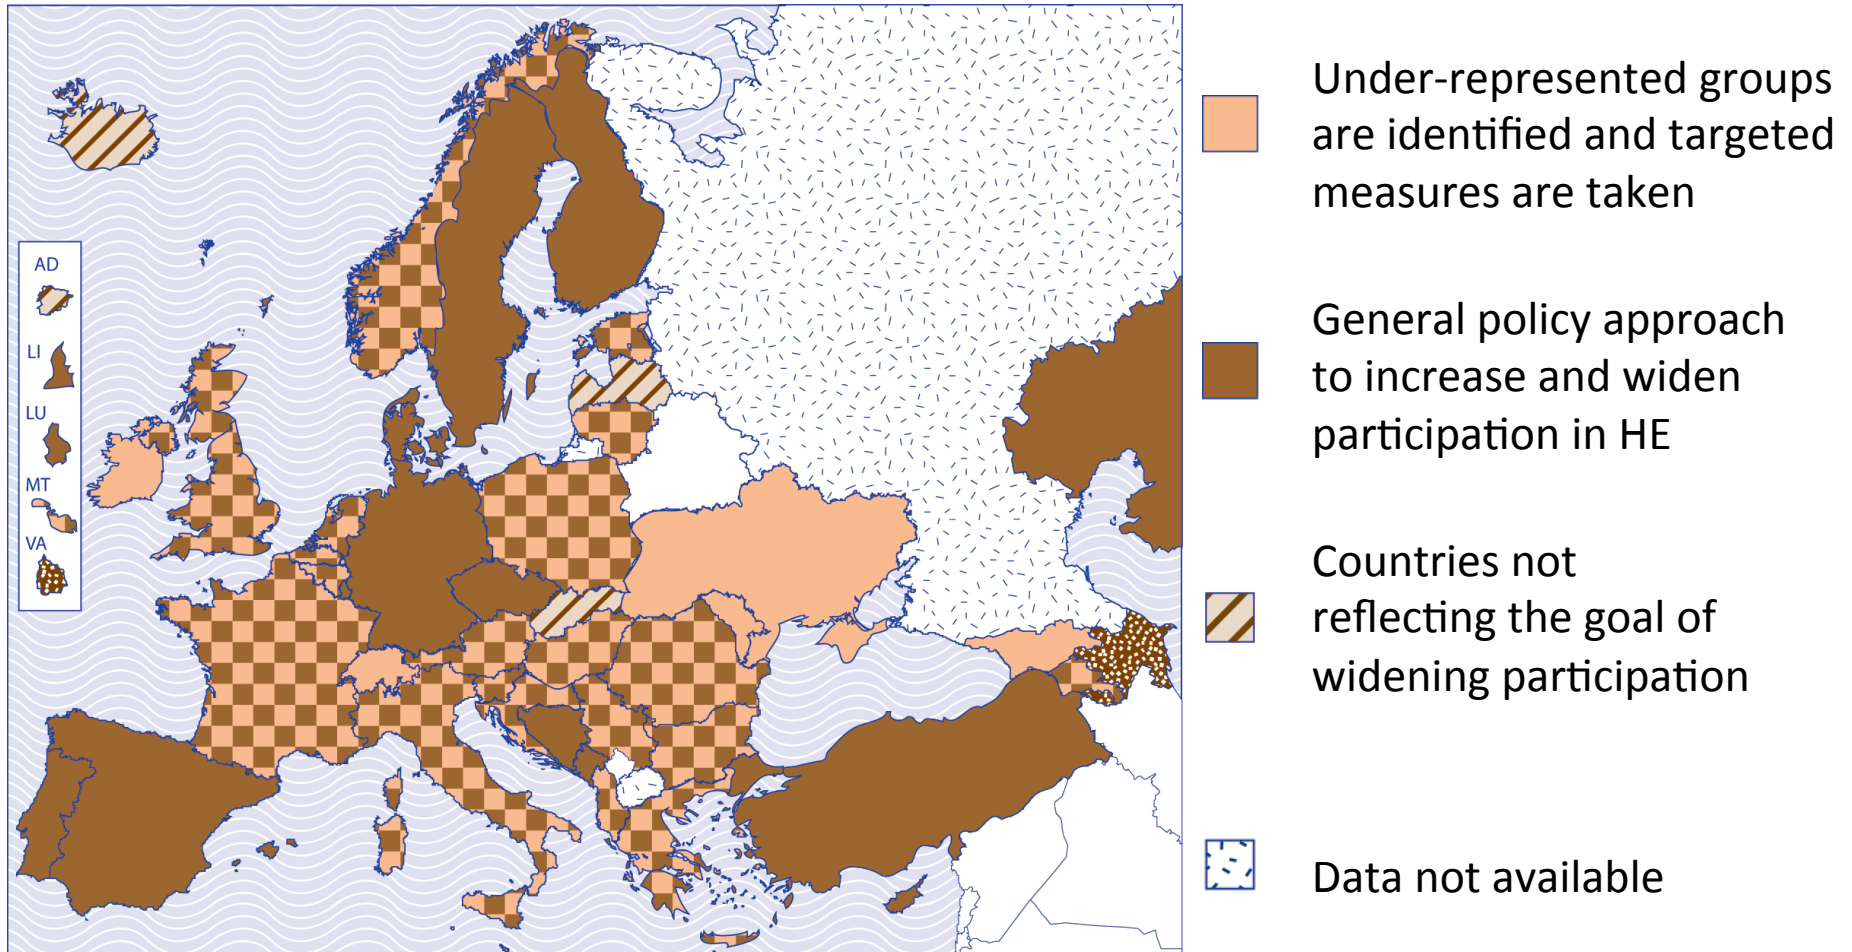 AD
LI
LU
MT
VA
Under-represented groups
are identified and targeted
measures are taken
General policy approach
to increase and widen
participation in HE
Countries not
reflecting the goal of
widening participation
Data not available